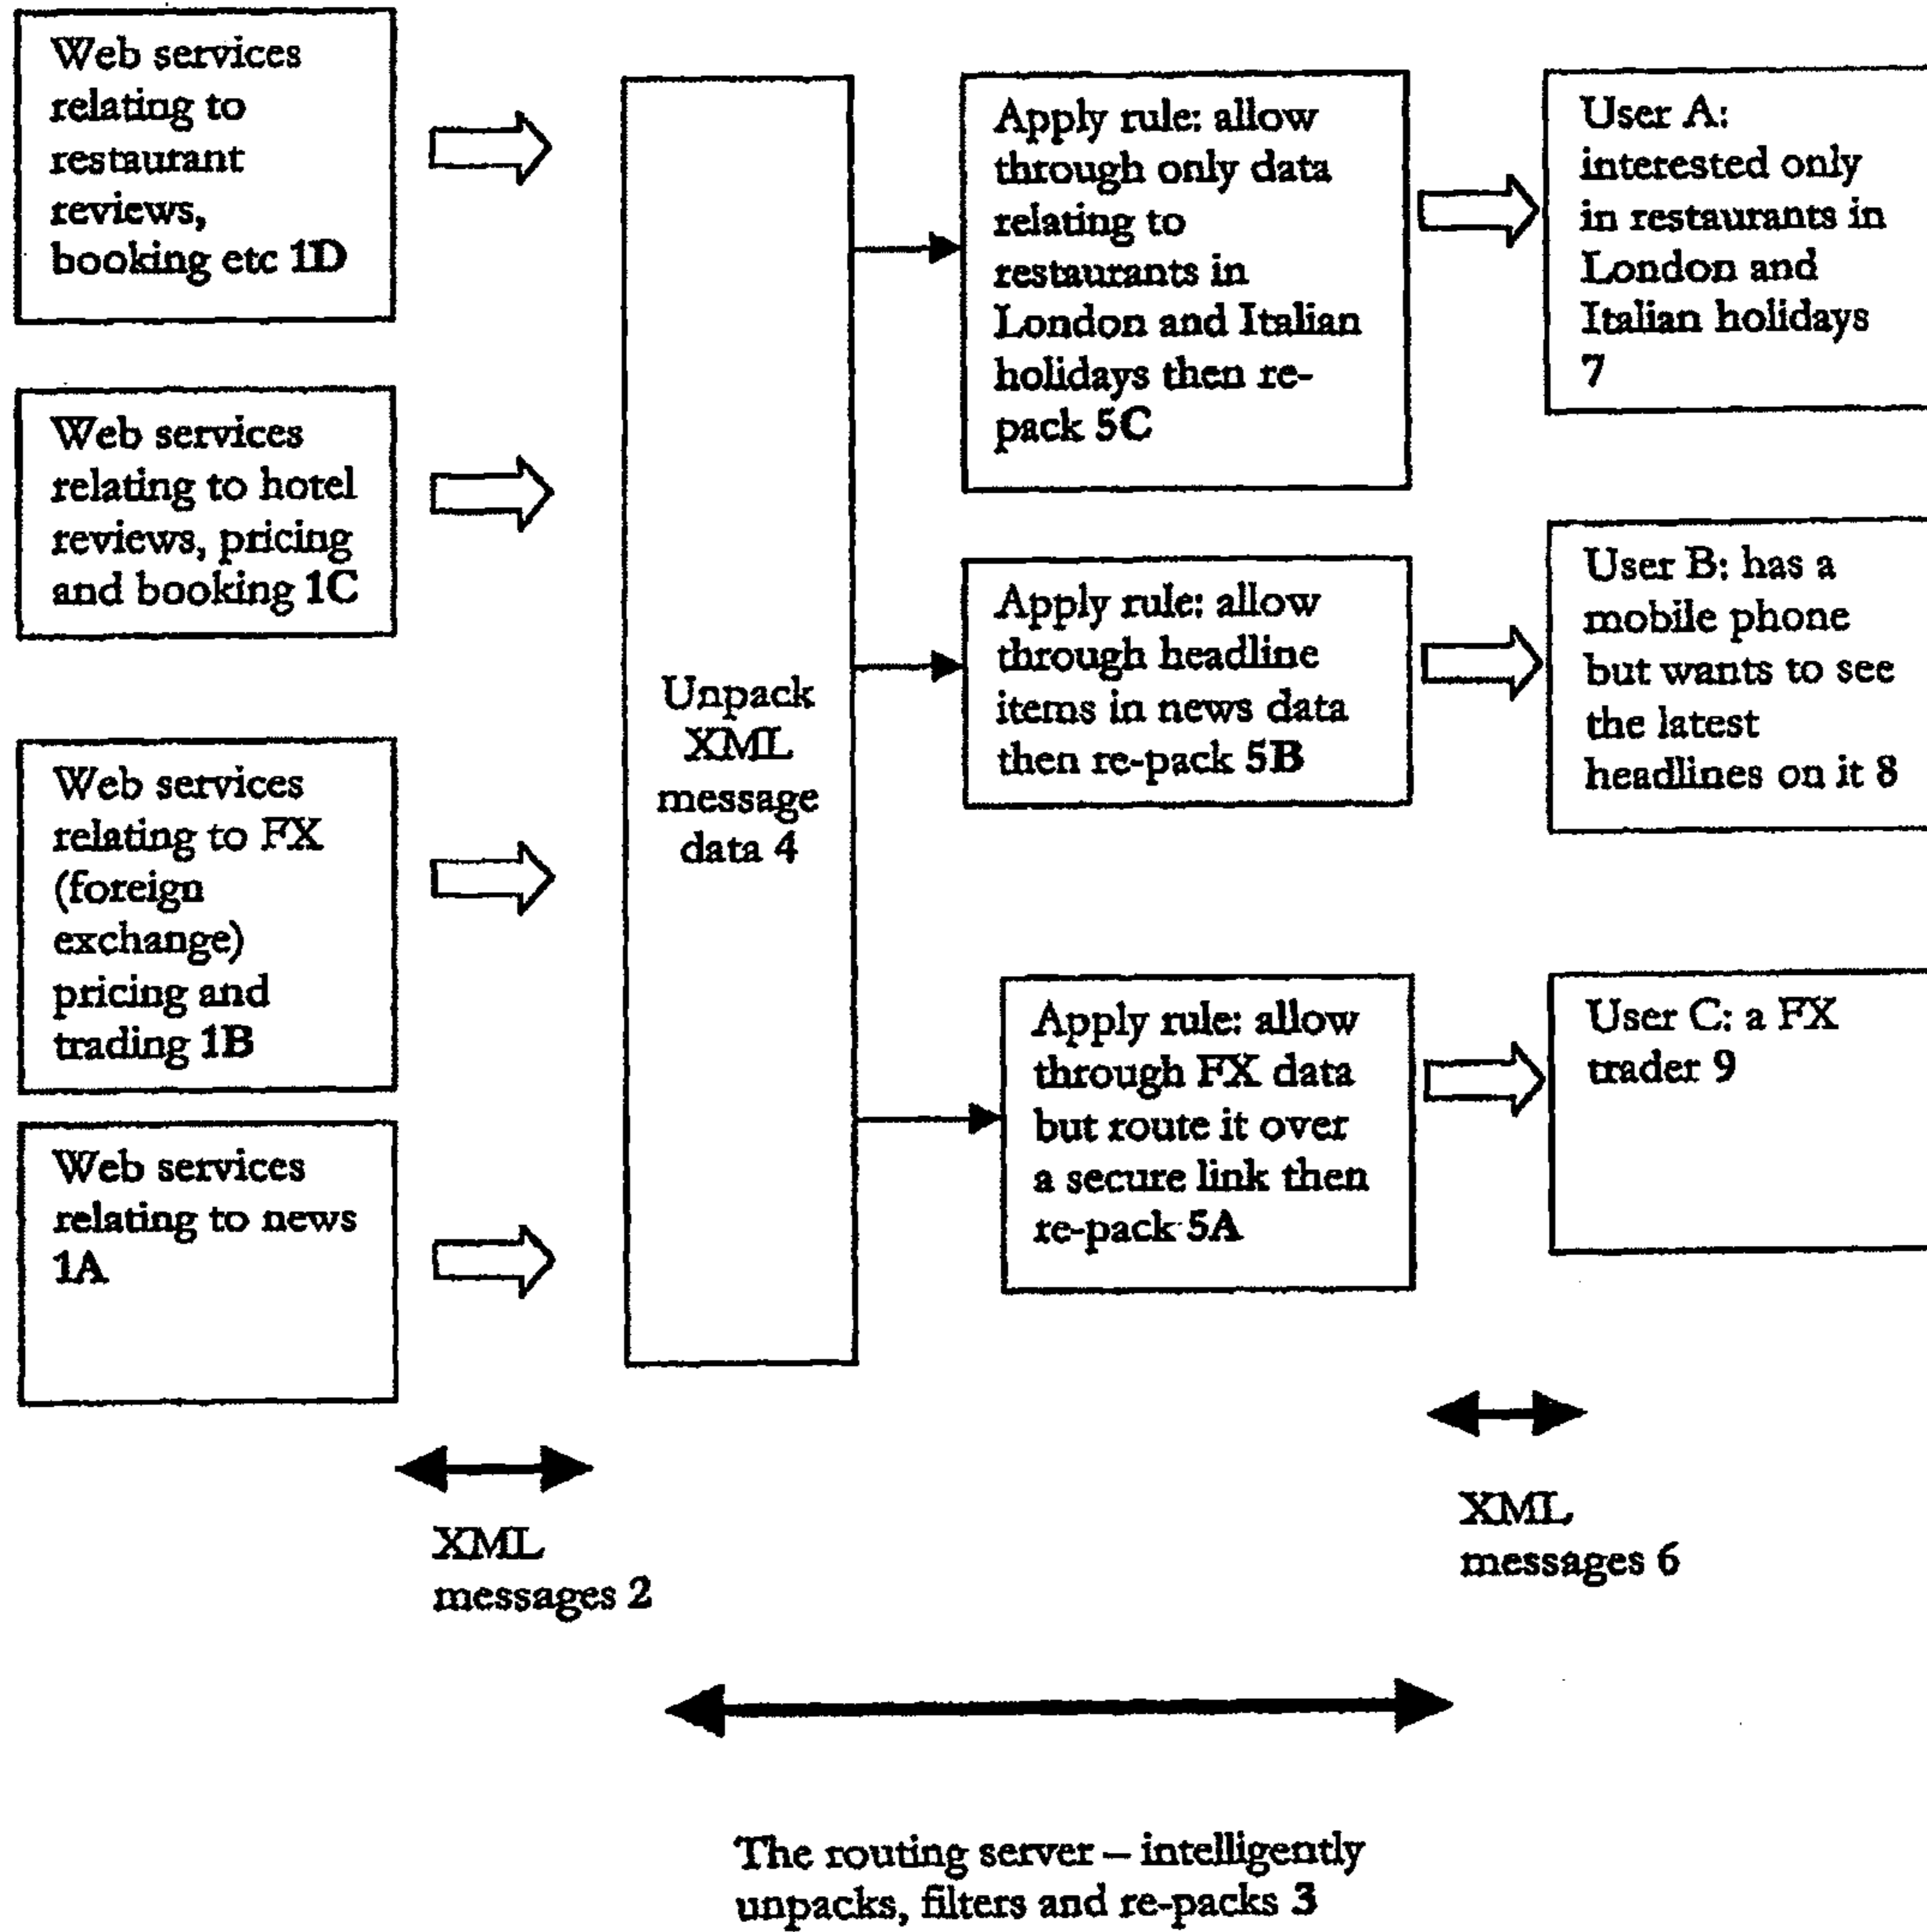 Web services
relating to
restaurant
reviews,
booking etc 1D
Web services
relating to hotel
reviews, pricing
and booking 1C
Web services
relating to FX
(foreign
exchange)
pricing and
trading 1B
Web services
relating to news
1A
XML
messages 2
Unpack
XML
message
data 4
Apply rule: allow
through only data
relating to
restaurants in
London and Italian
holidays then re-
pack 5C
Apply rule: allow
through headline
items in news data
then re-pack 5B
Apply rule: allow
through FX data
but route it over
a secure link then
re-pack 5A
User A:
interested only
in restaurants in
London and
Italian holidays
7
User B: has a
mobile phone
but wants to see
the latest
headlines on it 8
User C: a FX
trader 9
XML
messages 6
The routing server – intelligently
unpacks, filters and re-packs 3